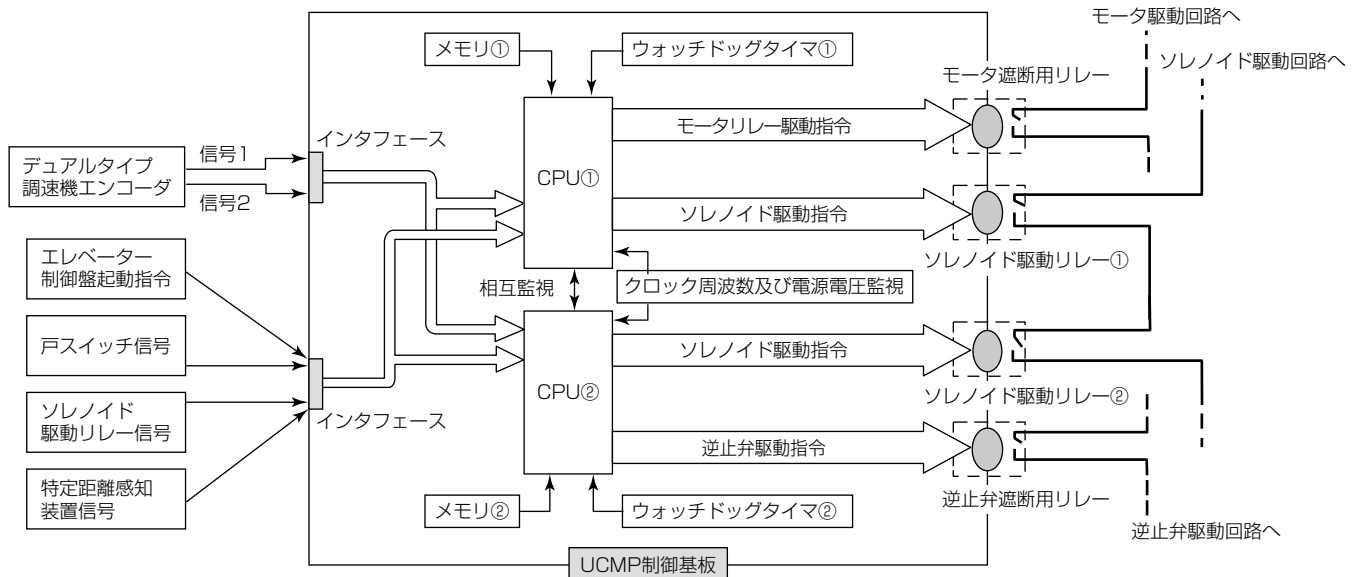 モータ駆動回路へ
メモリ①
ウォッチドッグタイマ①
モータ遮断用リレー
ソレノイド駆動回路へ
インタフェース
信号1
デュアルタイプ
調速機エンコーダ
信号2
CPU①
モータリレー駆動指令
ソレノイド駆動指令
ソレノイド駆動リレー①
エレベーター
制御盤起動指令
相互監視
クロック周波数及び電源電圧監視
戸スイッチ信号
ソレノイド駆動指令
CPU②
ソレノイド駆動リレー②
ソレノイド
駆動リレー信号
インタフェース
逆止弁駆動指令
特定距離感知
装置信号
逆止弁遮断用リレー
メモリ②
ウォッチドッグタイマ②
逆止弁駆動回路へ
UCMP制御基板